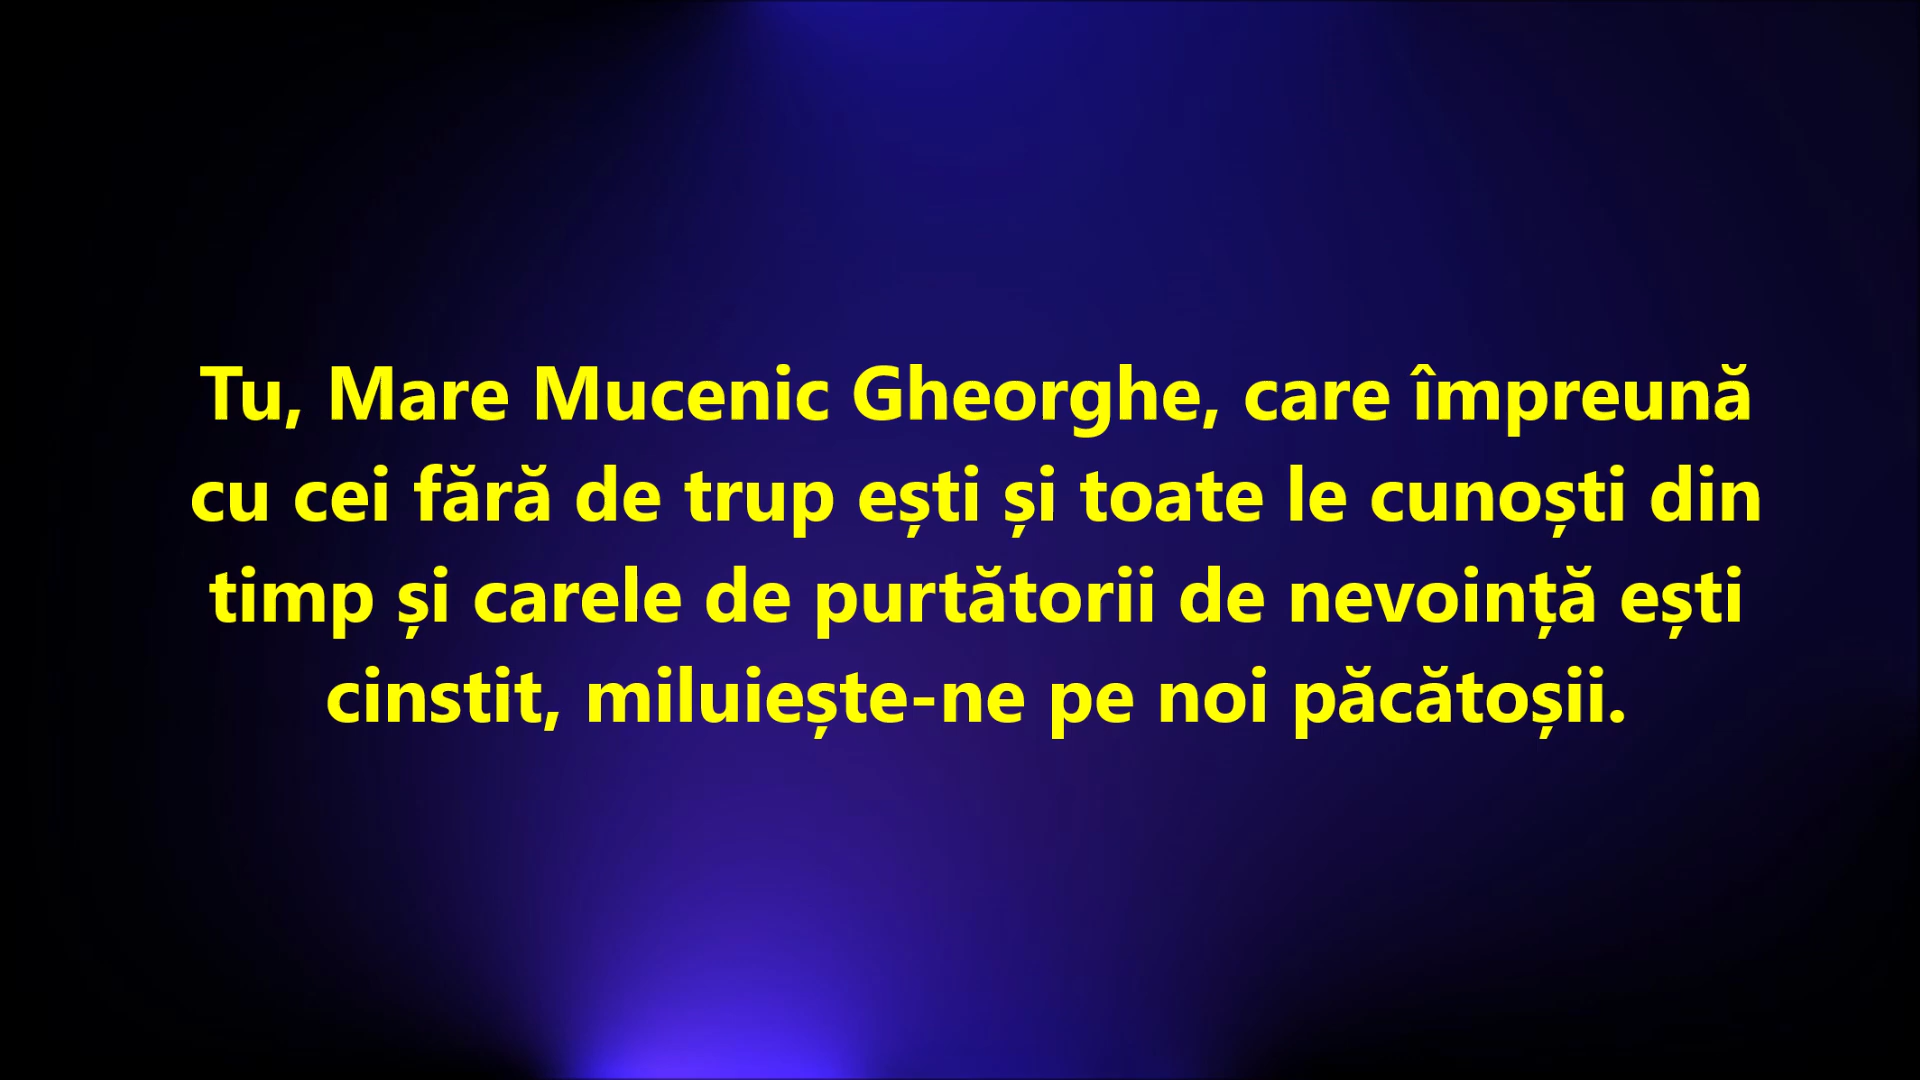 Tu, Mare Mucenic Gheorghe, care împreună
cu cei fără de trup ești și toate le cunoști din
timp și carele de purtătorii de nevoință ești
cinstit, miluiește-ne pe noi păcătoșii.